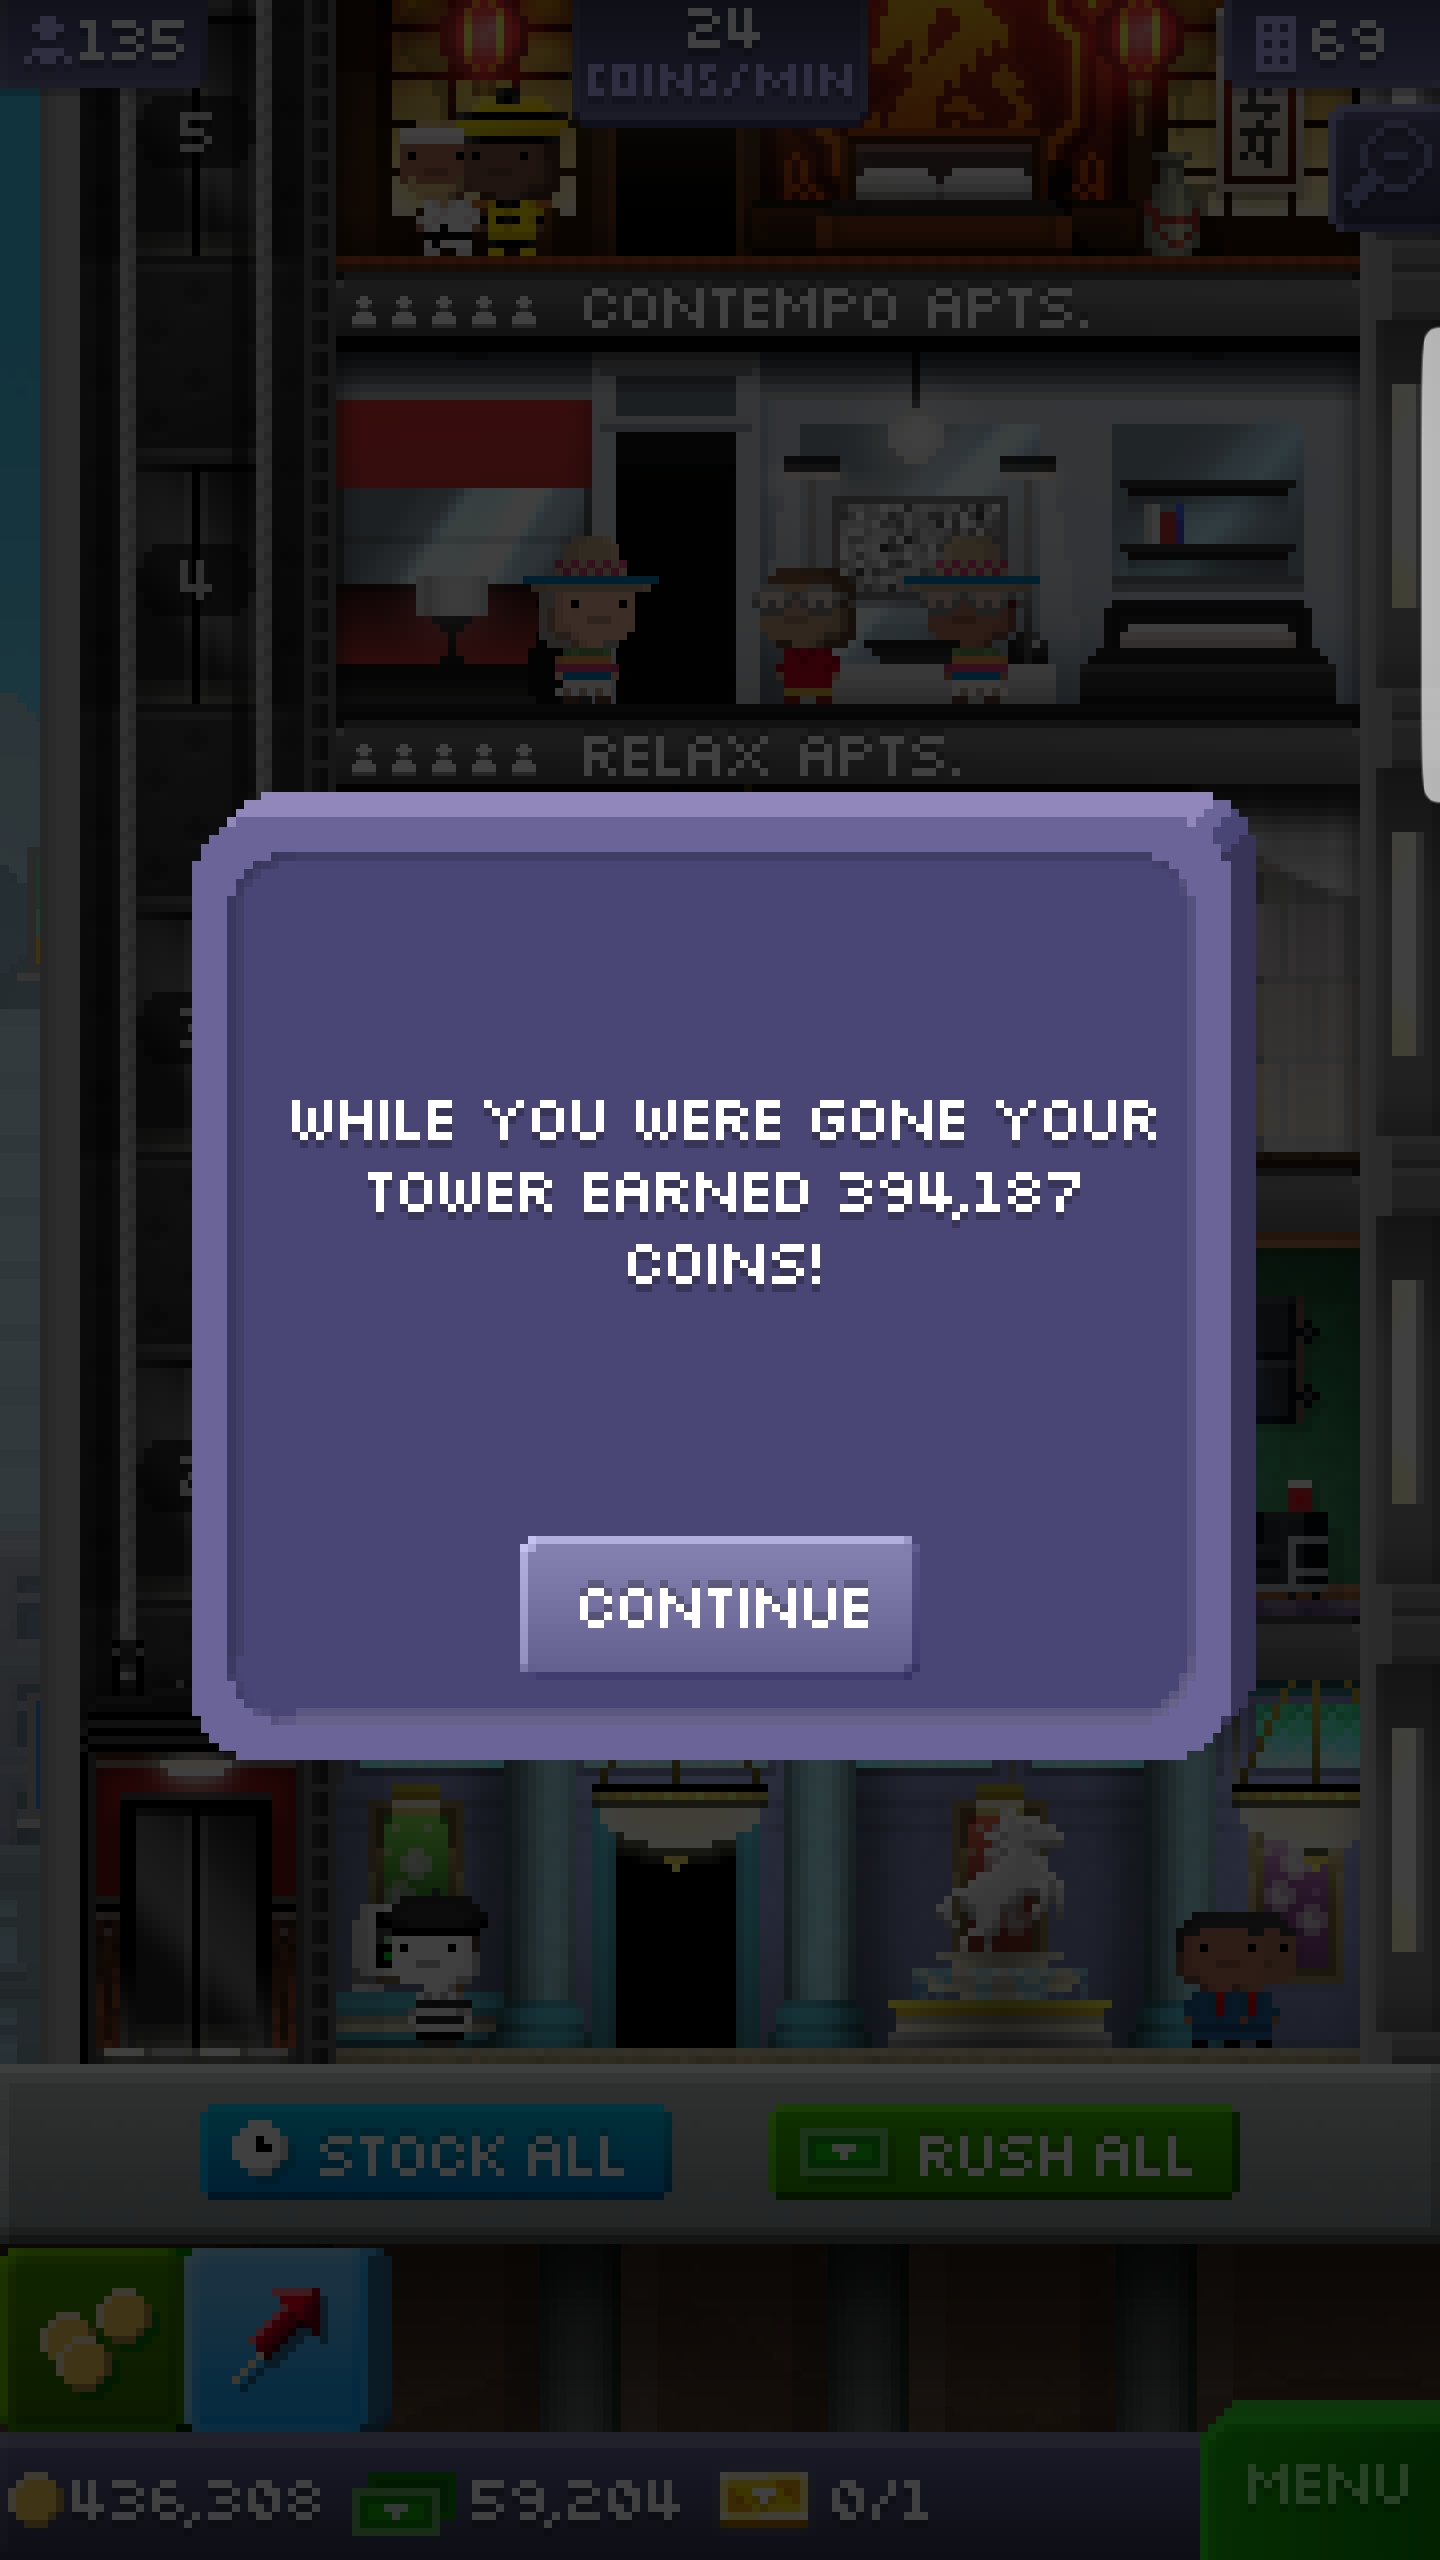 135
24
COINS/MIN
69
5
CONTEMPO APTS.
4
RELAX APTS.
WHILE YOU WERE GONE YOUR
TOWER EARNED 394,187
COINS!
CONTINUE
STOCK ALL
RUSH ALL
436,308
59,204
0/1
MENU